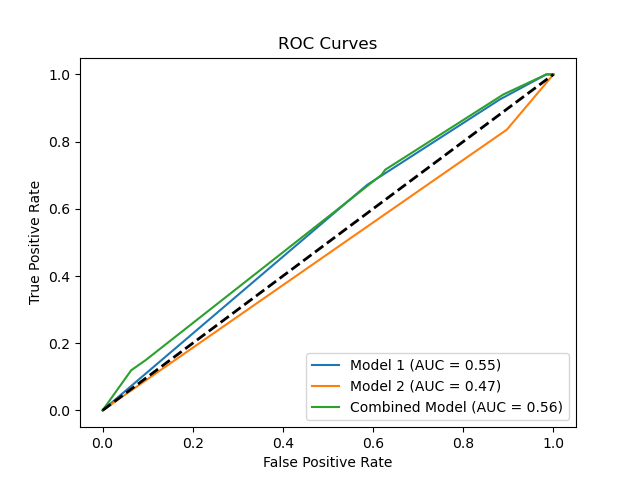 ROC Curves
True Positive Rate
1.0
0.8
0.6
0.4
0.2
0.0
Model 1 (AUC = 0.55)
Model 2 (AUC = 0.47)
Combined Model (AUC = 0.56)
0.0 0.2 0.4 0.6 0.8 1.0
False Positive Rate